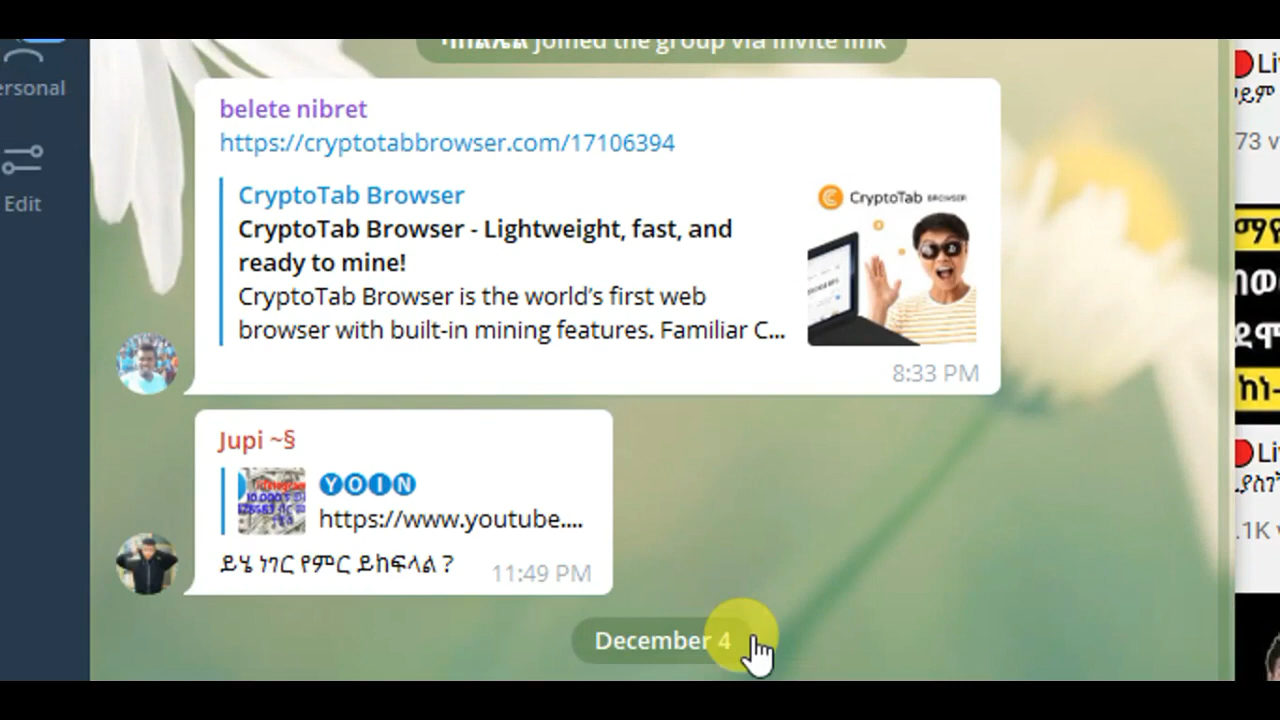 joined the group via invite link
ersonal
Edit
belete nibret
https://cryptotabbrowser.com/17106394
CryptoTab Browser
CryptoTab Browser - Lightweight, fast, and
ready to mine!
CryptoTab Browser is the world’s first web
browser with built-in mining features. Familiar C...
CryptoTab BROWSER
8:33 PM
Jupi ~§
YOIN
https://www.youtube....
ይሄ ነገር የምር ይከፍላል ?
11:49 PM
December 4
Li
73 v
ከነ-
Li
.1K v